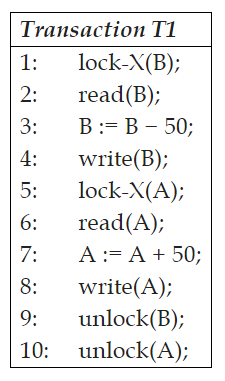 Transaction T1
1: lock-X(B);
2: read(B);
3: B := B − 50;
4: write(B);
5: lock-X(A);
6: read(A);
7: A := A + 50;
8: write(A);
9: unlock(B);
10: unlock(A);